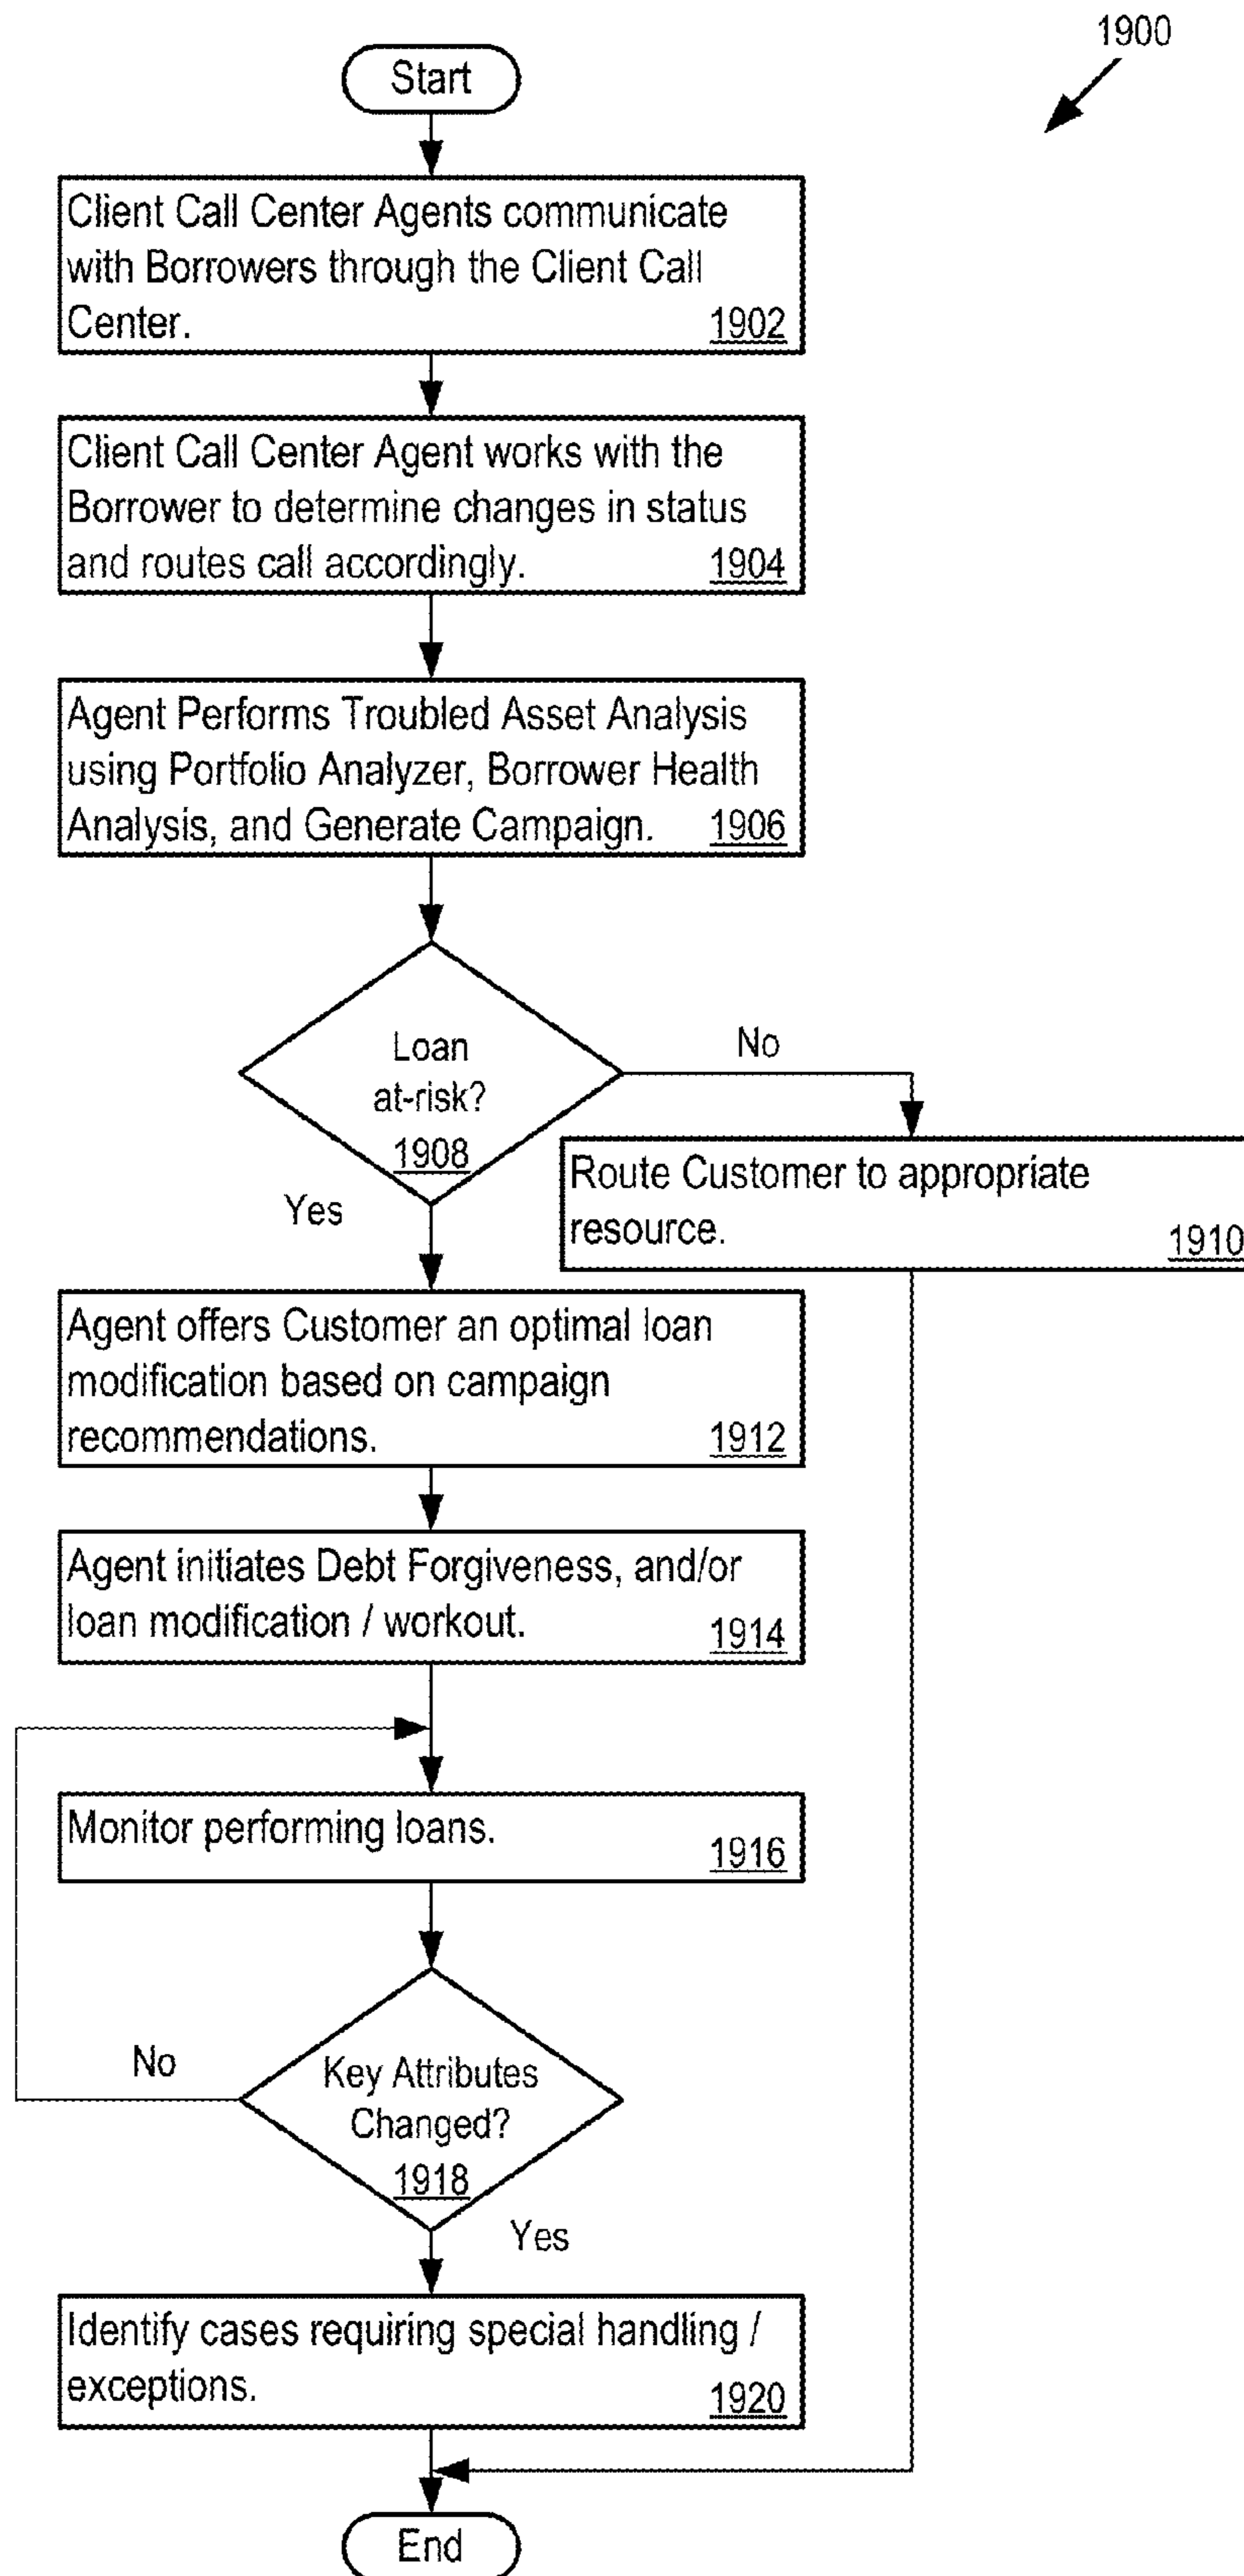 1900
Start
Client Call Center Agents communicate
with Borrowers through the Client Call
Center. 1902
Client Call Center Agent works with the
Borrower to determine changes in status
and routes call accordingly. 1904
Agent Performs Troubled Asset Analysis
using Portfolio Analyzer, Borrower Health
Analysis, and Generate Campaign. 1906
Loan
at-risk?
1908
No
Yes
Route Customer to appropriate
resource. 1910
Agent offers Customer an optimal loan
modification based on campaign
recommendations. 1912
Agent initiates Debt Forgiveness, and/or
loan modification / workout. 1914
Monitor performing loans. 1916
Key Attributes
Changed?
1918
No
Yes
Identify cases requiring special handling /
exceptions. 1920
End